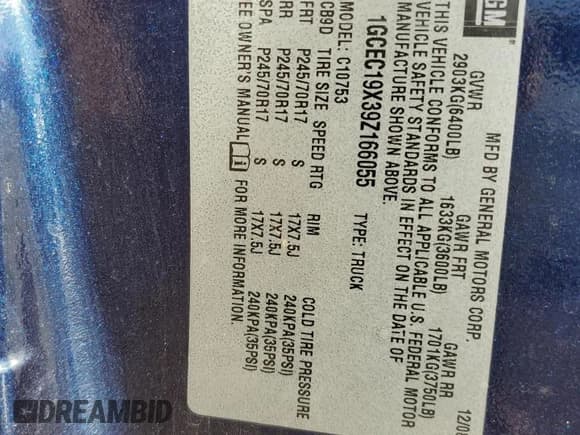 GM
MFD BY GENERAL MOTORS CORP.
GVWR GAWR FRT GAWR RR
2903KG(6400LB) 1633KG(3600LB) 1701KG(3750LB)
THIS VEHICLE CONFORMS TO ALL APPLICABLE U.S. FEDERAL MOTOR
VEHICLE SAFETY STANDARDS IN EFFECT ON THE DATE OF
MANUFACTURE SHOWN ABOVE.
1GCEC19X39Z166055 TYPE: TRUCK
MODEL: C10753
CB9D TIRE SIZE SPEED RTG RIM COLD TIRE PRESSURE
FRT P245/70R17 S 17X7.5J 240KPA(35PSI)
RR P245/70R17 S 17X7.5J 240KPA(35PSI)
SPA P245/70R17 S 17X7.5J 240KPA(35PSI)
EE OWNER'S MANUAL FOR MORE INFORMATION.
DREAMBID